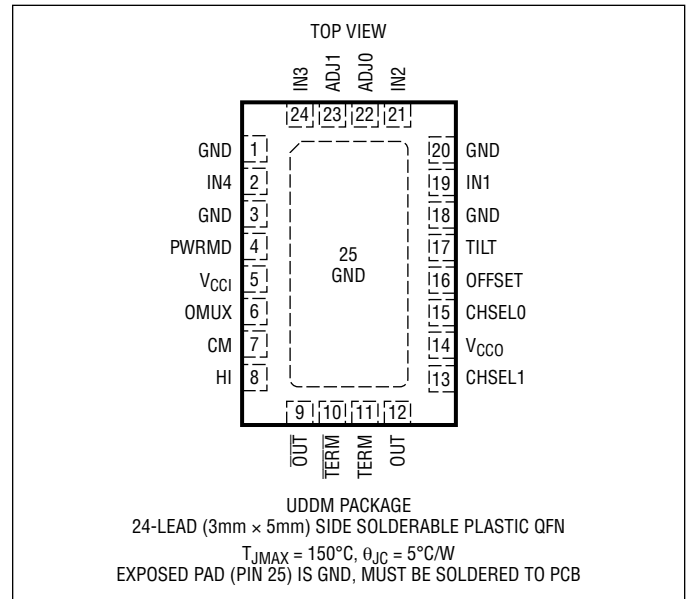 TOP VIEW
IN3 ADJ1 ADJ0 IN2
24 23 22 21
GND 1
IN4 2
GND 3
PWRMD 4
VCCI 5
OMUX 6
CM 7
HI 8
25
GND
20 GND
19 IN1
18 GND
17 TILT
16 OFFSET
15 CHSEL0
14 VCCO
13 CHSEL1
9 10 11 12
O̅U̅T̅ T̅E̅R̅M̅ TERM OUT
UDDM PACKAGE
24-LEAD (3mm × 5mm) SIDE SOLDERABLE PLASTIC QFN
TJMAX = 150°C, θJC = 5°C/W
EXPOSED PAD (PIN 25) IS GND, MUST BE SOLDERED TO PCB